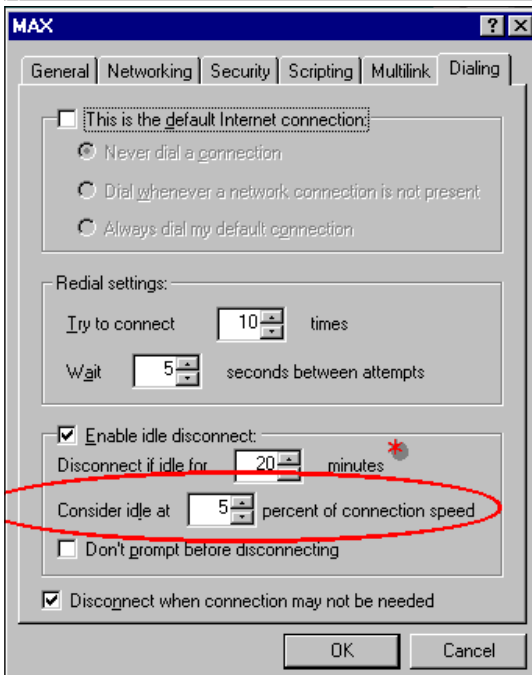 MAX
General Networking Security Scripting Multilink Dialing
This is the default Internet connection:
Never dial a connection
Dial whenever a network connection is not present
Always dial my default connection
Redial settings:
Try to connect 10 times
Wait 5 seconds between attempts
Enable idle disconnect:
Disconnect if idle for 20 minutes *
Consider idle at 5 percent of connection speed
Don't prompt before disconnecting
Disconnect when connection may not be needed
OK Cancel